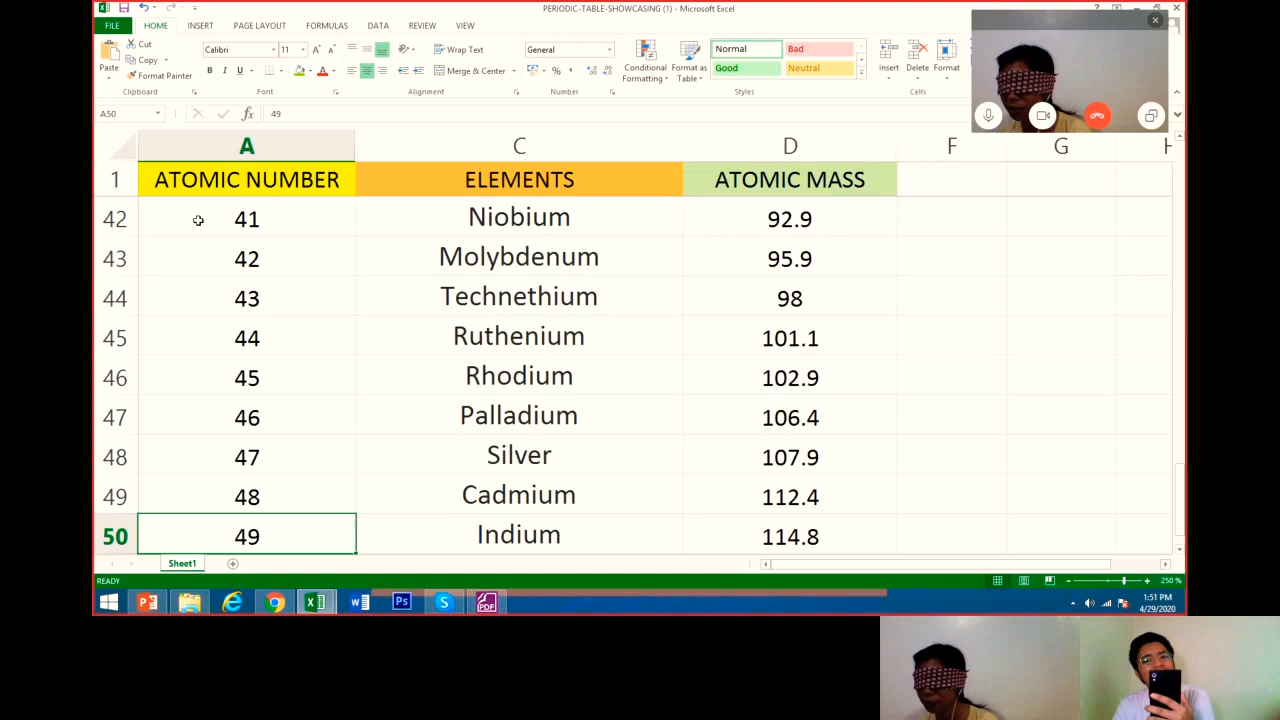 PERIODIC-TABLE-SHOWCASING (1) - Microsoft Excel
FILE HOME INSERT PAGE LAYOUT FORMULAS DATA REVIEW VIEW
Paste
Cut
Copy
Format Painter
Clipboard
Calibri 11
B I U
Font
Wrap Text
Merge & Center
Alignment
General
%
Number
Conditional Formatting
Format as Table
Normal Bad
Good Neutral
Styles
Insert Delete Format
Cells
A50 fx 49
A C D F G H
1 ATOMIC NUMBER ELEMENTS ATOMIC MASS
42 41 Niobium 92.9
43 42 Molybdenum 95.9
44 43 Technethium 98
45 44 Ruthenium 101.1
46 45 Rhodium 102.9
47 46 Palladium 106.4
48 47 Silver 107.9
49 48 Cadmium 112.4
50 49 Indium 114.8
Sheet1
READY 250 %
1:51 PM
4/29/2020